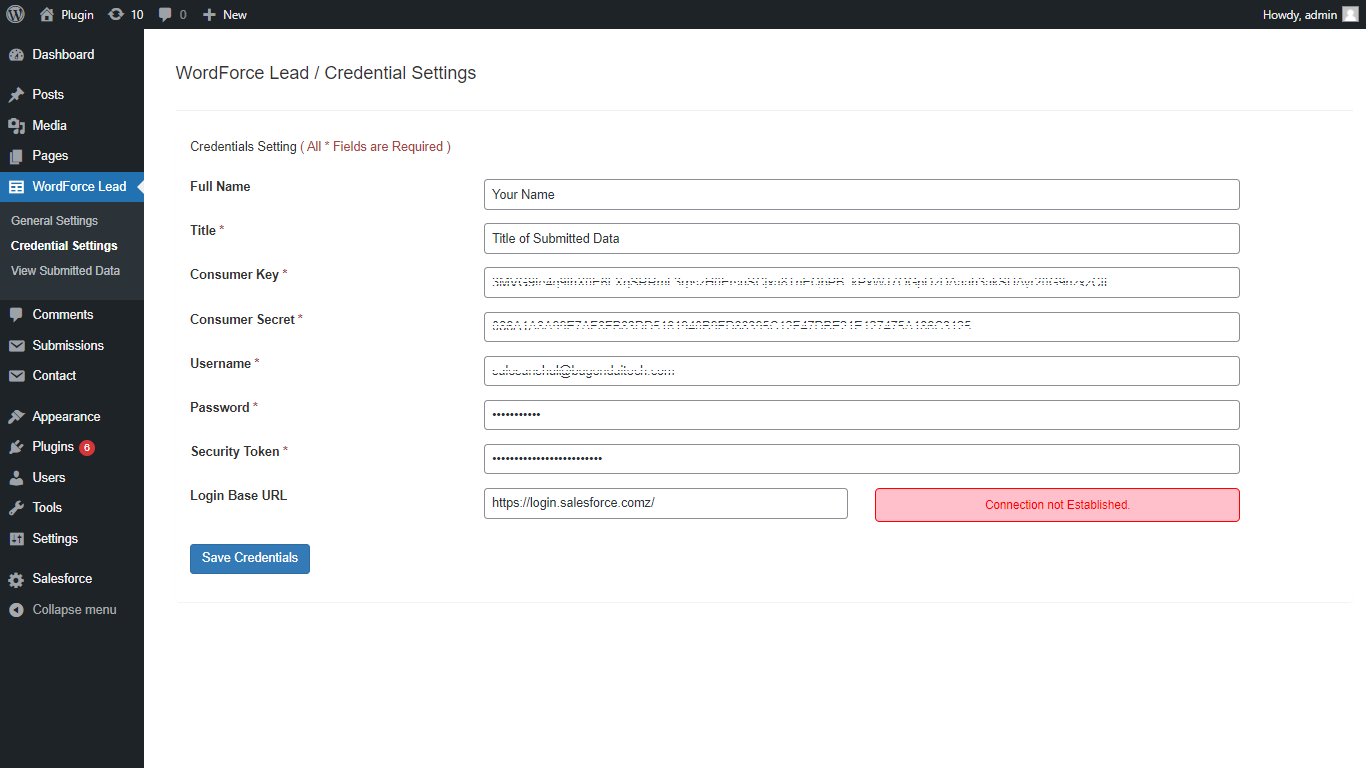 Plugin 10 0 New Howdy, admin
Dashboard
Posts
Media
Pages
WordForce Lead
General Settings
Credential Settings
View Submitted Data
Comments
Submissions
Contact
Appearance
Plugins 6
Users
Tools
Settings
Salesforce
Collapse menu
WordForce Lead / Credential Settings
Credentials Setting ( All * Fields are Required )
Full Name Your Name
Title * Title of Submitted Data
Consumer Key *
Consumer Secret *
Username *
Password * •••••••••••
Security Token * •••••••••••••••••••••••••
Login Base URL https://login.salesforce.comz/ Connection not Established.
Save Credentials